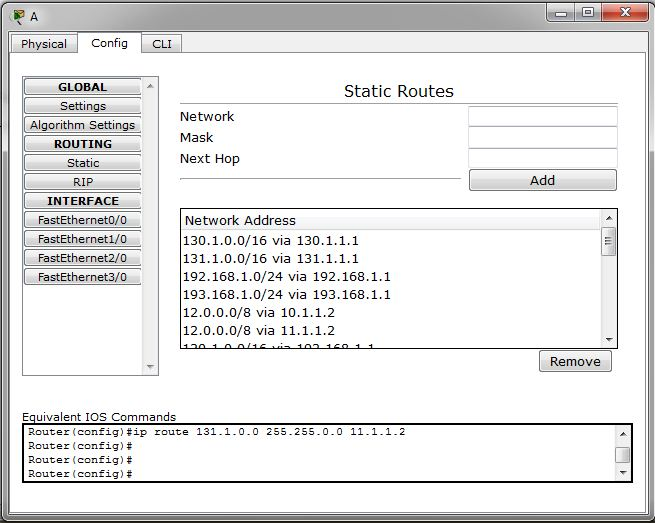 A
Physical Config CLI
GLOBAL
Settings
Algorithm Settings
ROUTING
Static
RIP
INTERFACE
FastEthernet0/0
FastEthernet1/0
FastEthernet2/0
FastEthernet3/0
Static Routes
Network
Mask
Next Hop
Add
Network Address
130.1.0.0/16 via 130.1.1.1
131.1.0.0/16 via 131.1.1.1
192.168.1.0/24 via 192.168.1.1
193.168.1.0/24 via 193.168.1.1
12.0.0.0/8 via 10.1.1.2
12.0.0.0/8 via 11.1.1.2
via 192.168.1.1
Remove
Equivalent IOS Commands
Router(config)#ip route 131.1.0.0 255.255.0.0 11.1.1.2
Router(config)#
Router(config)#
Router(config)#